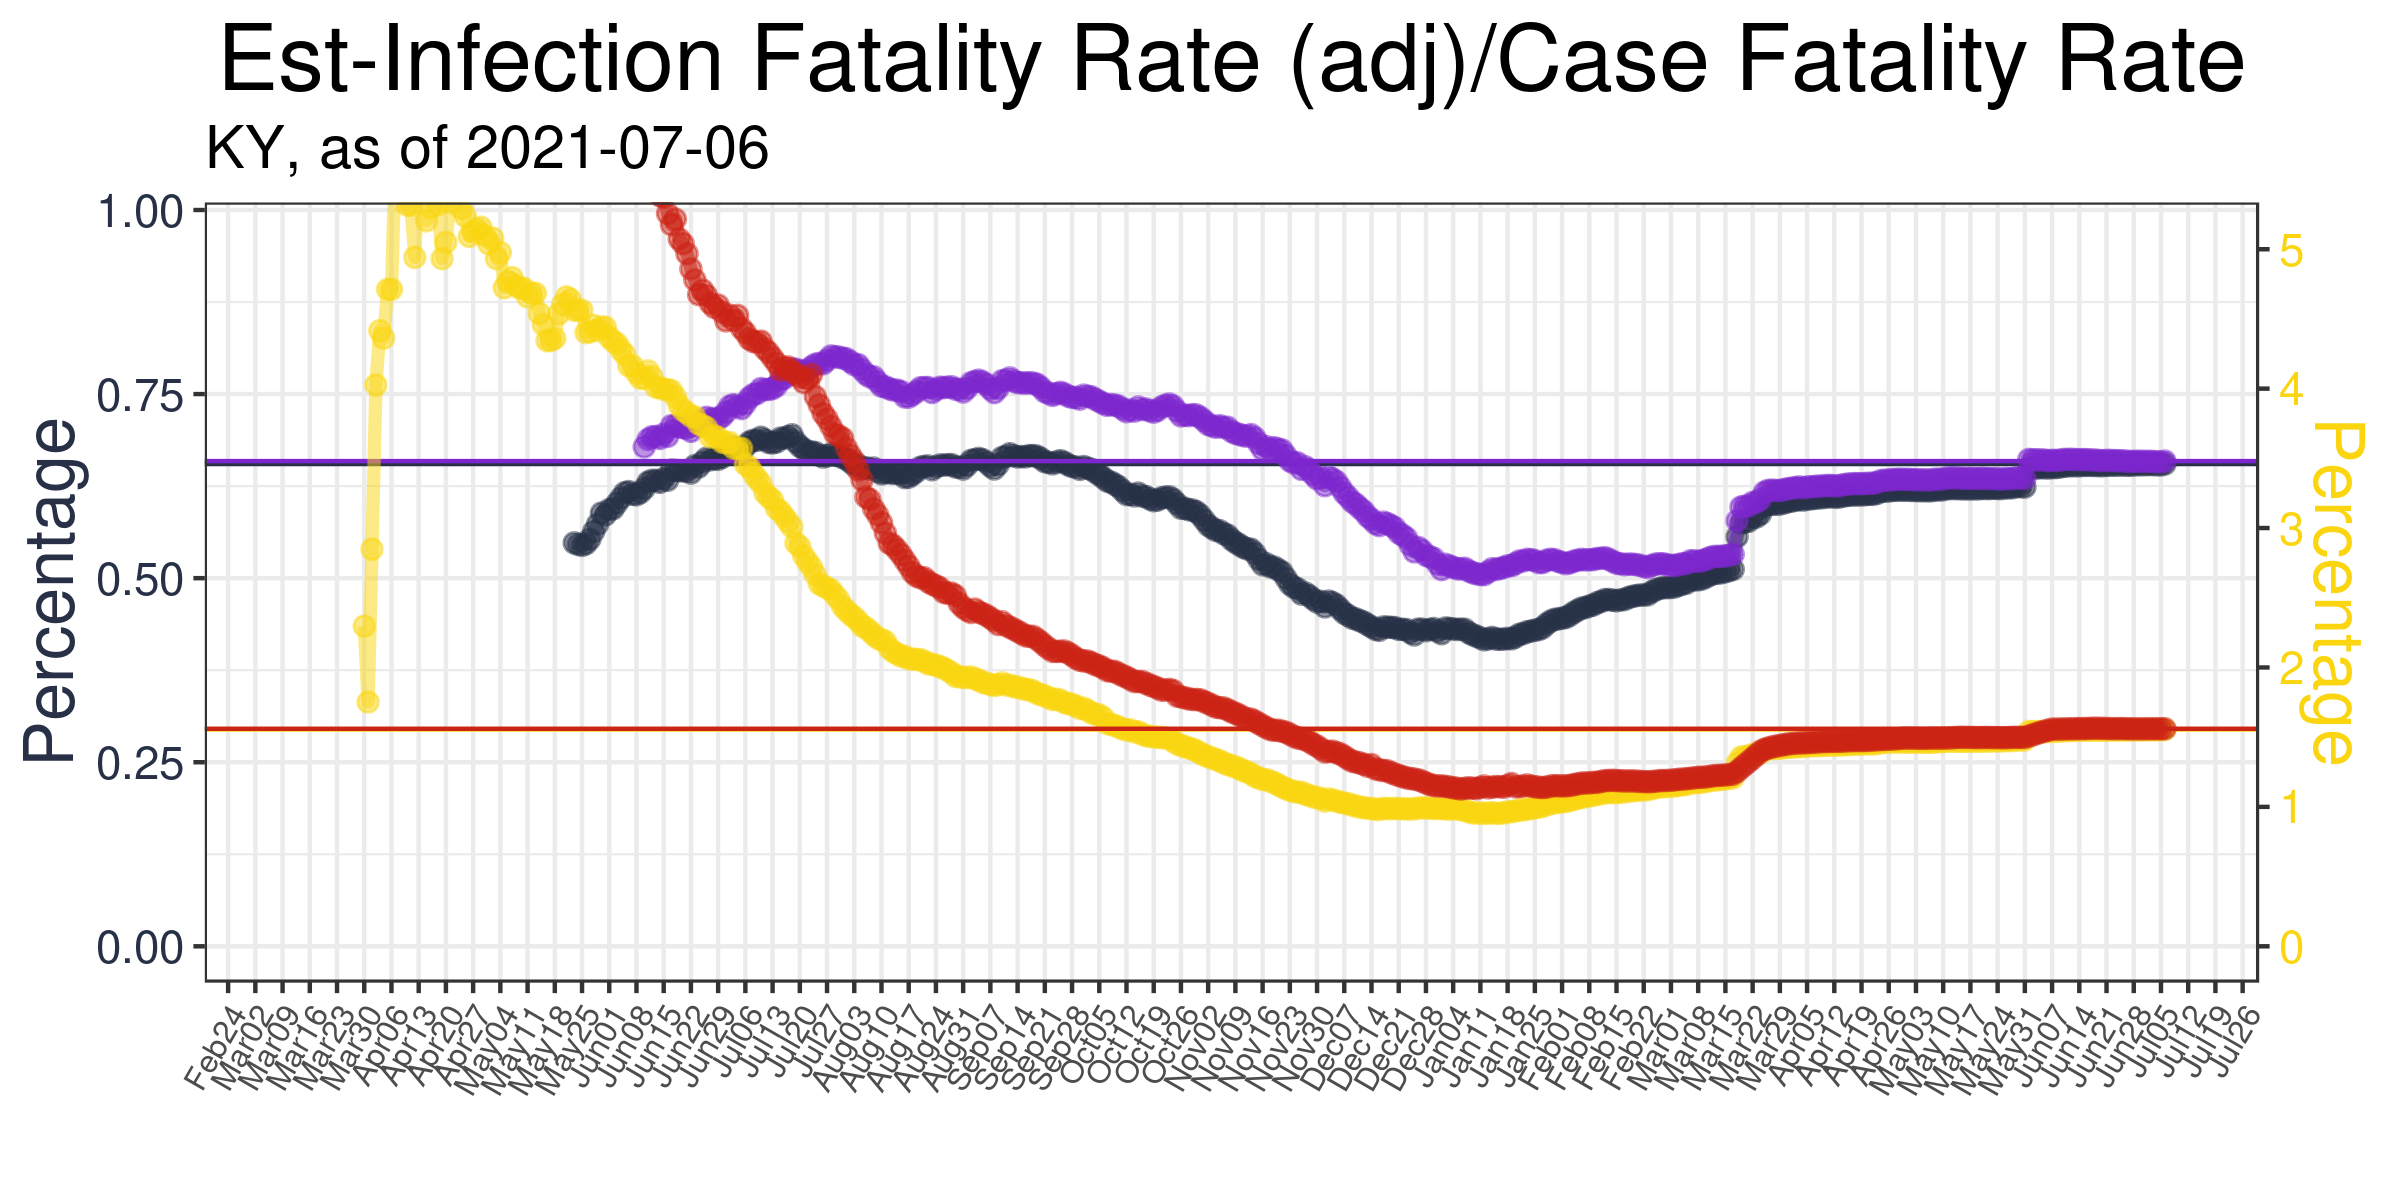 Est-Infection Fatality Rate (adj)/Case Fatality Rate
KY, as of 2021-07-06
Percentage
1.00
0.75
0.50
0.25
0.00
5
4
3
2
1
0
Percentage
Feb24
Mar02
Mar09
Mar16
Mar23
Mar30
Apr06
Apr13
Apr20
Apr27
May04
May11
May18
May25
Jun01
Jun08
Jun15
Jun22
Jun29
Jul06
Jul13
Jul20
Jul27
Aug03
Aug10
Aug17
Aug24
Aug31
Sep07
Sep14
Sep21
Sep28
Oct05
Oct12
Oct19
Oct26
Nov02
Nov09
Nov16
Nov23
Nov30
Dec07
Dec14
Dec21
Dec28
Jan04
Jan11
Jan18
Jan25
Feb01
Feb08
Feb15
Feb22
Mar01
Mar08
Mar15
Mar22
Mar29
Apr05
Apr12
Apr19
Apr26
May03
May10
May17
May24
May31
Jun07
Jun14
Jun21
Jun28
Jul05
Jul12
Jul19
Jul26